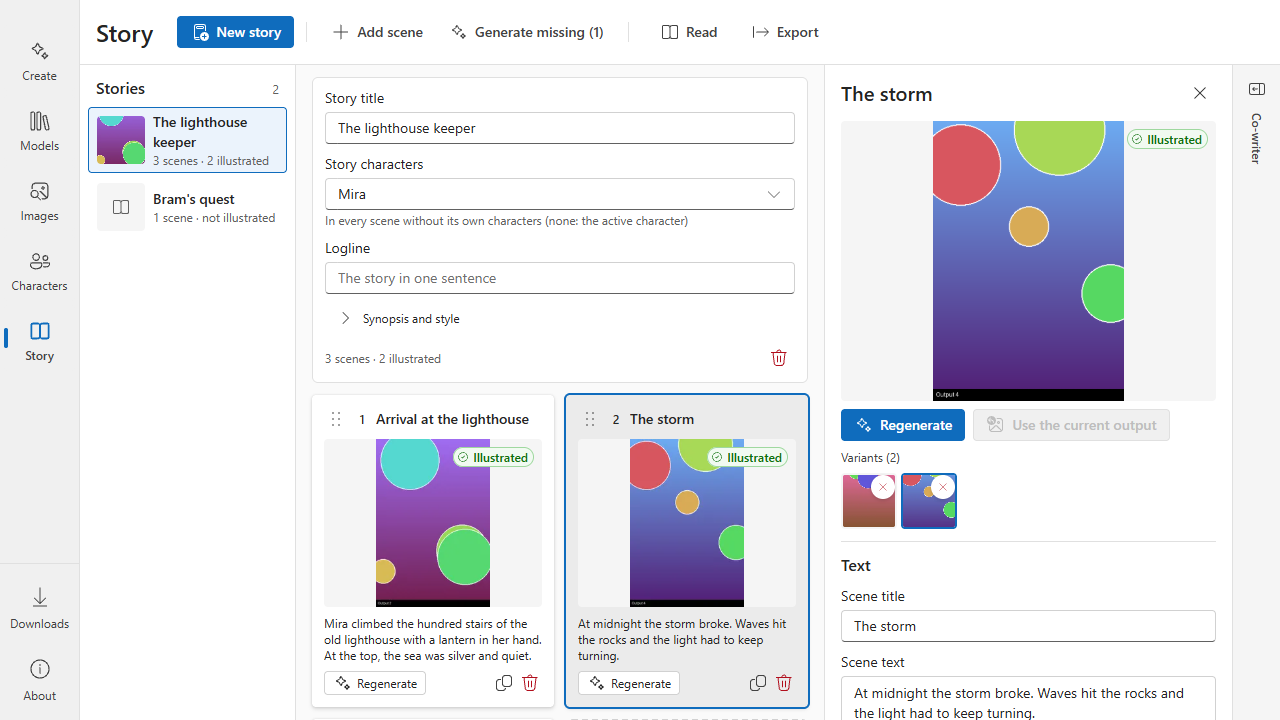 Create
Models
Images
Characters
Story
Downloads
About
Story
New story
Add scene
Generate missing (1)
Read
Export
Stories
2
The lighthouse
keeper
3 scenes · 2 illustrated
Bram's quest
1 scene · not illustrated
Story title
The lighthouse keeper
Story characters
Mira
In every scene without its own characters (none: the active character)
Logline
The story in one sentence
Synopsis and style
3 scenes · 2 illustrated
1
Arrival at the lighthouse
Illustrated
Mira climbed the hundred stairs of the
old lighthouse with a lantern in her hand.
At the top, the sea was silver and quiet.
Regenerate
2
The storm
Illustrated
Output 4
At midnight the storm broke. Waves hit
the rocks and the light had to keep
turning.
Regenerate
The storm
Illustrated
Output 4
Regenerate
Use the current output
Variants (2)
Text
Scene title
The storm
Scene text
At midnight the storm broke. Waves hit the rocks and
the light had to keep turning.
Co-writer